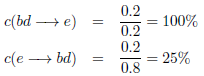 c(bd ⟶ e) = 0.2/0.2 = 100%
c(e ⟶ bd) = 0.2/0.8 = 25%